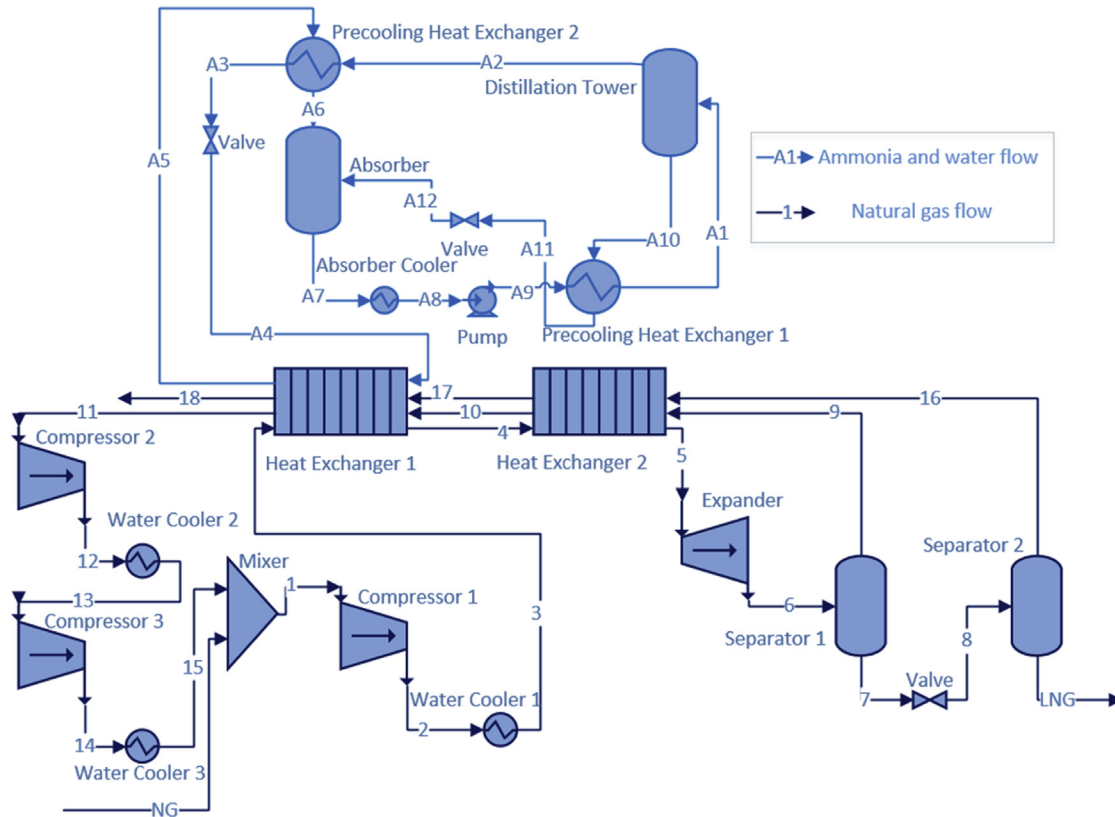 Precooling Heat Exchanger 2
A3
A2
Distillation Tower
A6
Valve
A5
Absorber
A12
A1 Ammonia and water flow
1 Natural gas flow
Valve
A11
A10
A1
Absorber Cooler
A7
A8
A9
Pump
Precooling Heat Exchanger 1
A4
18
17
16
11
10
9
4
5
Compressor 2
Heat Exchanger 1
Heat Exchanger 2
Expander
Water Cooler 2
12
Mixer
Separator 2
13
1
Compressor 1
3
6
Compressor 3
Separator 1
8
15
Valve
Water Cooler 1
7
LNG
14
2
Water Cooler 3
NG